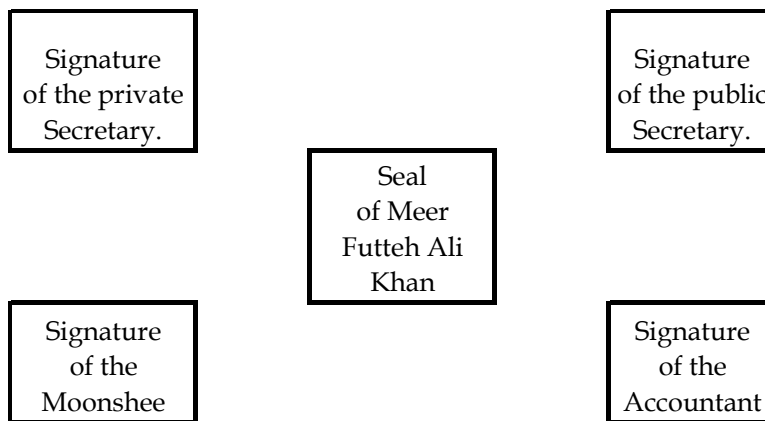 Signature
of the private
Secretary.
Signature
of the public
Secretary.
Seal
of Meer
Futteh Ali
Khan
Signature
of the
Moonshee
Signature
of the
Accountant